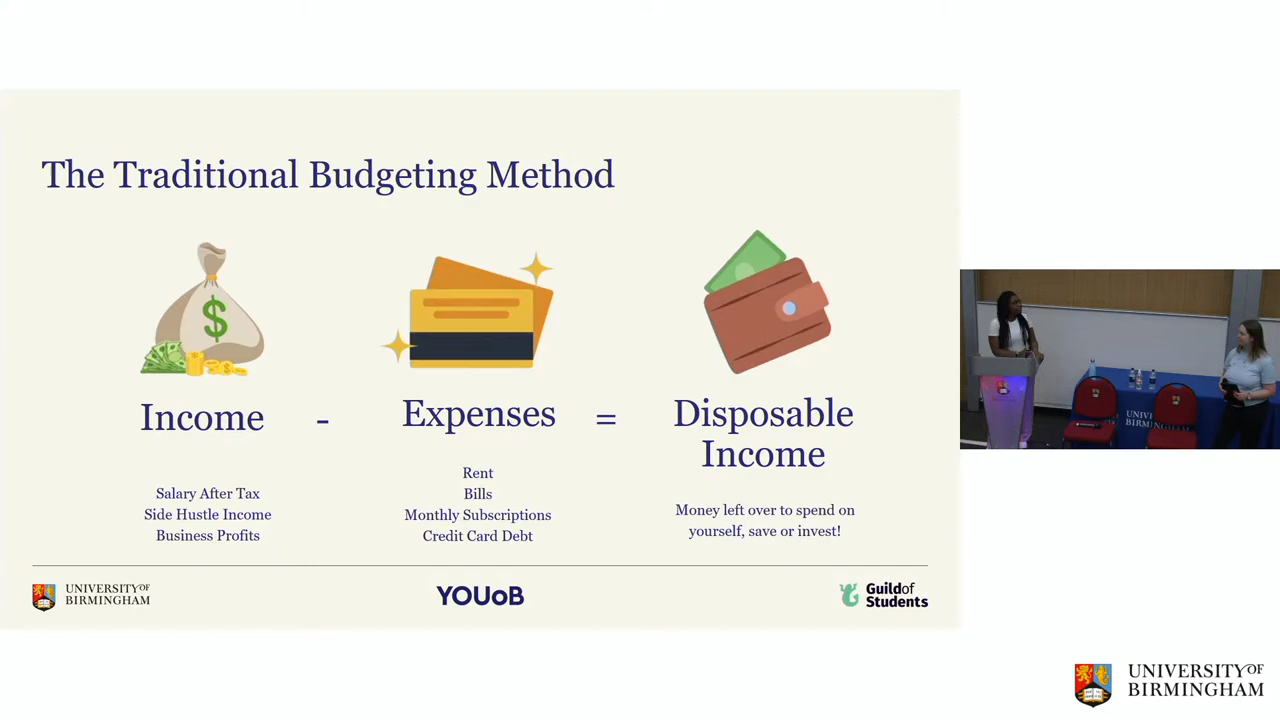 The Traditional Budgeting Method
$
Income
-
Expenses
=
Disposable
Income
Salary After Tax
Side Hustle Income
Business Profits
Rent
Bills
Monthly Subscriptions
Credit Card Debt
Money left over to spend on
yourself, save or invest!
UNIVERSITY OF
BIRMINGHAM
YOUoB
Guild of
Students
UNIVERSITY OF
BIRMINGHAM